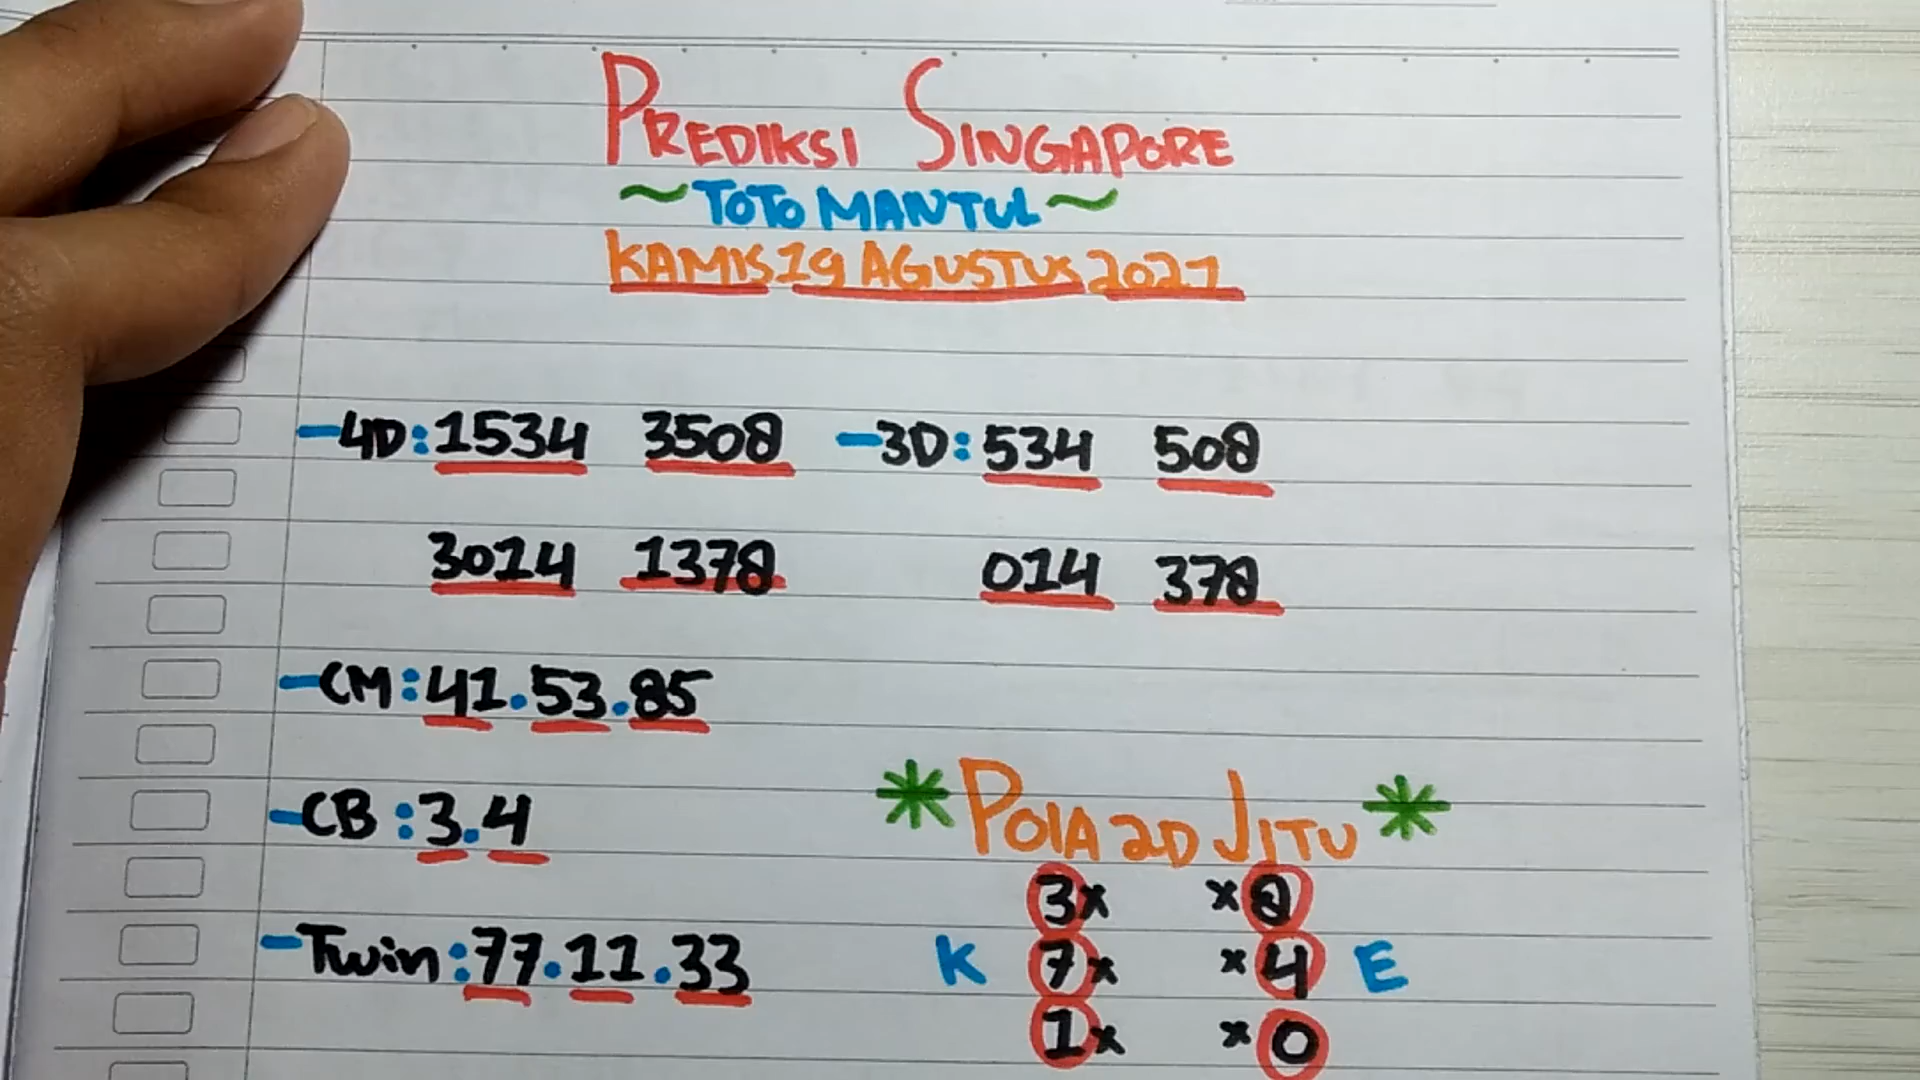 PREDIKSI SINGAPORE
~TOTO MANTUL~
KAMIS 19 AGUSTUS 2021
-4D: 1534 3508 -3D: 534 508
3014 1378 014 378
-CM: 41.53.85
-CB: 3.4
*POlA 2D JITU*
3x x8
-Twin: 77.11.33 K 7x x4 E
1x x0